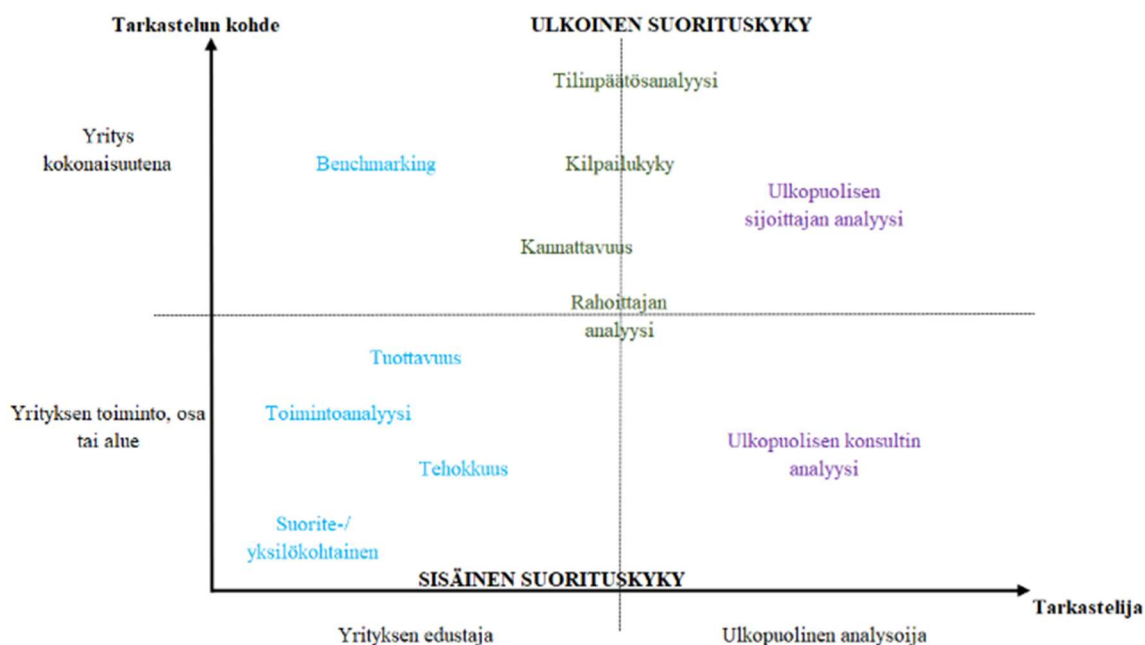 Tarkastelun kohde
ULKOINEN SUORITUSKYKY
Tilinpäätösanalyysi
Yritys
kokonaisuutena
Benchmarking
Kilpailukyky
Ulkopuolisen
sijoittajan analyysi
Kannattavuus
Rahoittajan
analyysi
Tuottavuus
Yrityksen toiminto, osa
tai alue
Toimintoanalyysi
Ulkopuolisen konsultin
analyysi
Tehokkuus
Suorite-/
yksilökohtainen
SISÄINEN SUORITUSKYKY
Tarkastelija
Yrityksen edustaja
Ulkopuolinen analysoija